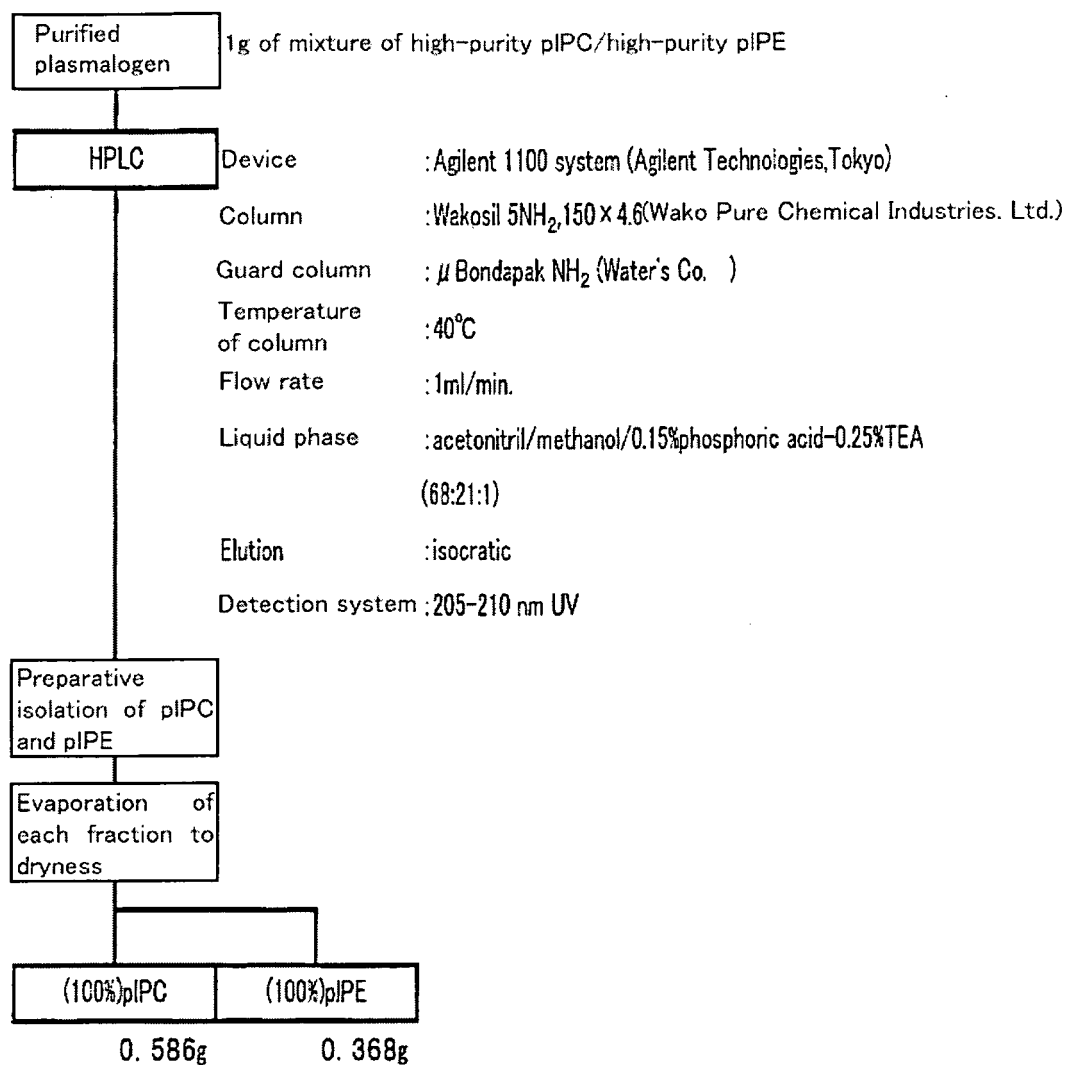 Purified
plasmalogen
1g of mixture of high-purity plPC/high-purity plPE
HPLC
Device :Agilent 1100 system (Agilent Technologies,Tokyo)
Column :Wakosil 5NH2,150×4.6(Wako Pure Chemical Industries. Ltd.)
Guard column :μ Bondapak NH2 (Water's Co. )
Temperature
of column :40°C
Flow rate :1ml/min.
Liquid phase :acetonitril/methanol/0.15%phosphoric acid-0.25%TEA
(68:21:1)
Elution :isocratic
Detection system :205-210 nm UV
Preparative
isolation of plPC
and plPE
Evaporation of
each fraction to
dryness
(100%)plPC (100%)plPE
0. 586g 0. 368g